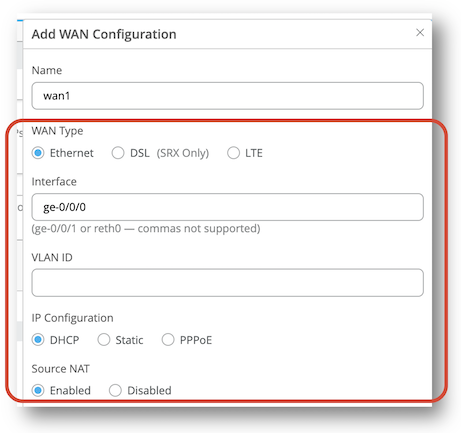 Add WAN Configuration
Name
wan1
WAN Type
Ethernet DSL (SRX Only) LTE
Interface
ge-0/0/0
(ge-0/0/1 or reth0 — commas not supported)
VLAN ID
IP Configuration
DHCP Static PPPoE
Source NAT
Enabled Disabled